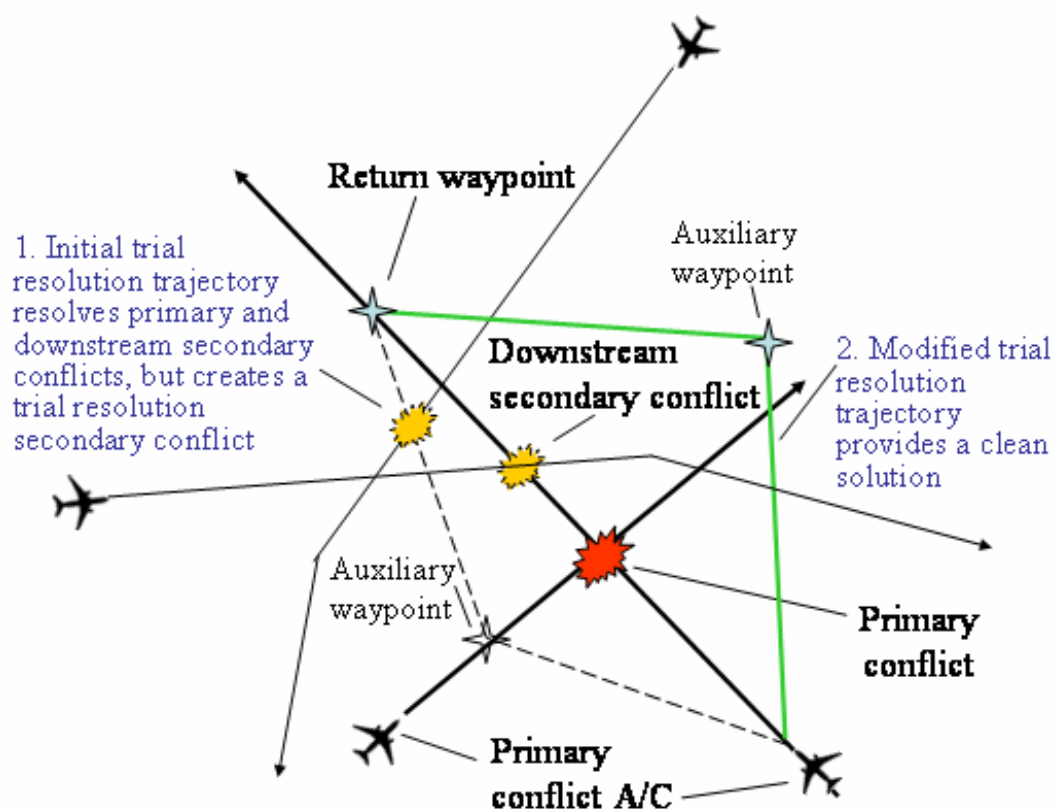 Return waypoint
1. Initial trial
resolution trajectory
resolves primary and
downstream secondary
conflicts, but creates a
trial resolution
secondary conflict
Auxiliary
waypoint
Downstream
secondary conflict
2. Modified trial
resolution
trajectory
provides a clean
solution
Auxiliary
waypoint
Primary
conflict
Primary
conflict A/C